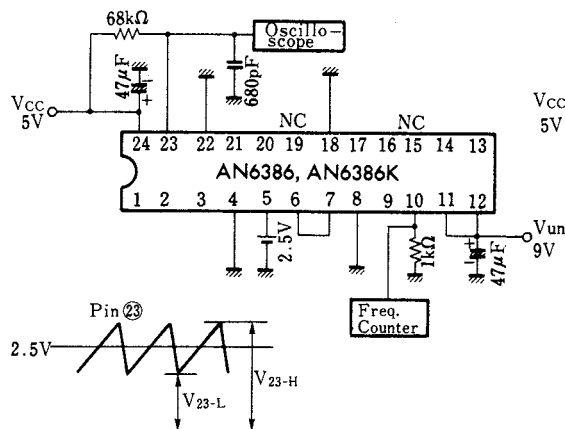 68kΩ
Oscillo-
scope
47μF
680pF
VCC
5V
VCC
5V
NC
NC
24 23 22 21 20 19 18 17 16 15 14 13
AN6386, AN6386K
1 2 3 4 5 6 7 8 9 10 11 12
2.5V
1kΩ
47μF
Vun
9V
Freq.
Counter
Pin㉓
2.5V
V23-H
V23-L